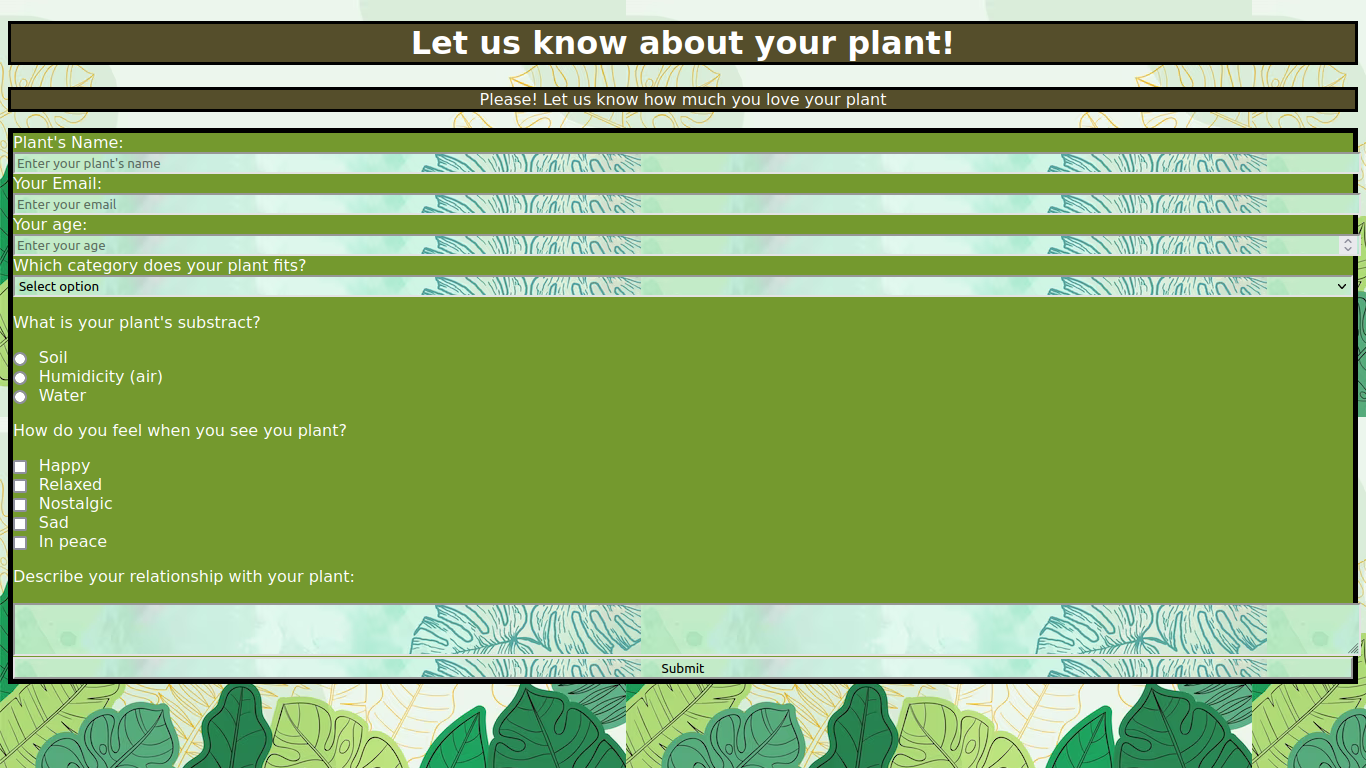 Let us know about your plant!
Please! Let us know how much you love your plant
Plant's Name:
Enter your plant's name
Your Email:
Enter your email
Your age:
Enter your age
Which category does your plant fits?
Select option
What is your plant's substract?
Soil
Humidicity (air)
Water
How do you feel when you see you plant?
Happy
Relaxed
Nostalgic
Sad
In peace
Describe your relationship with your plant:
Submit